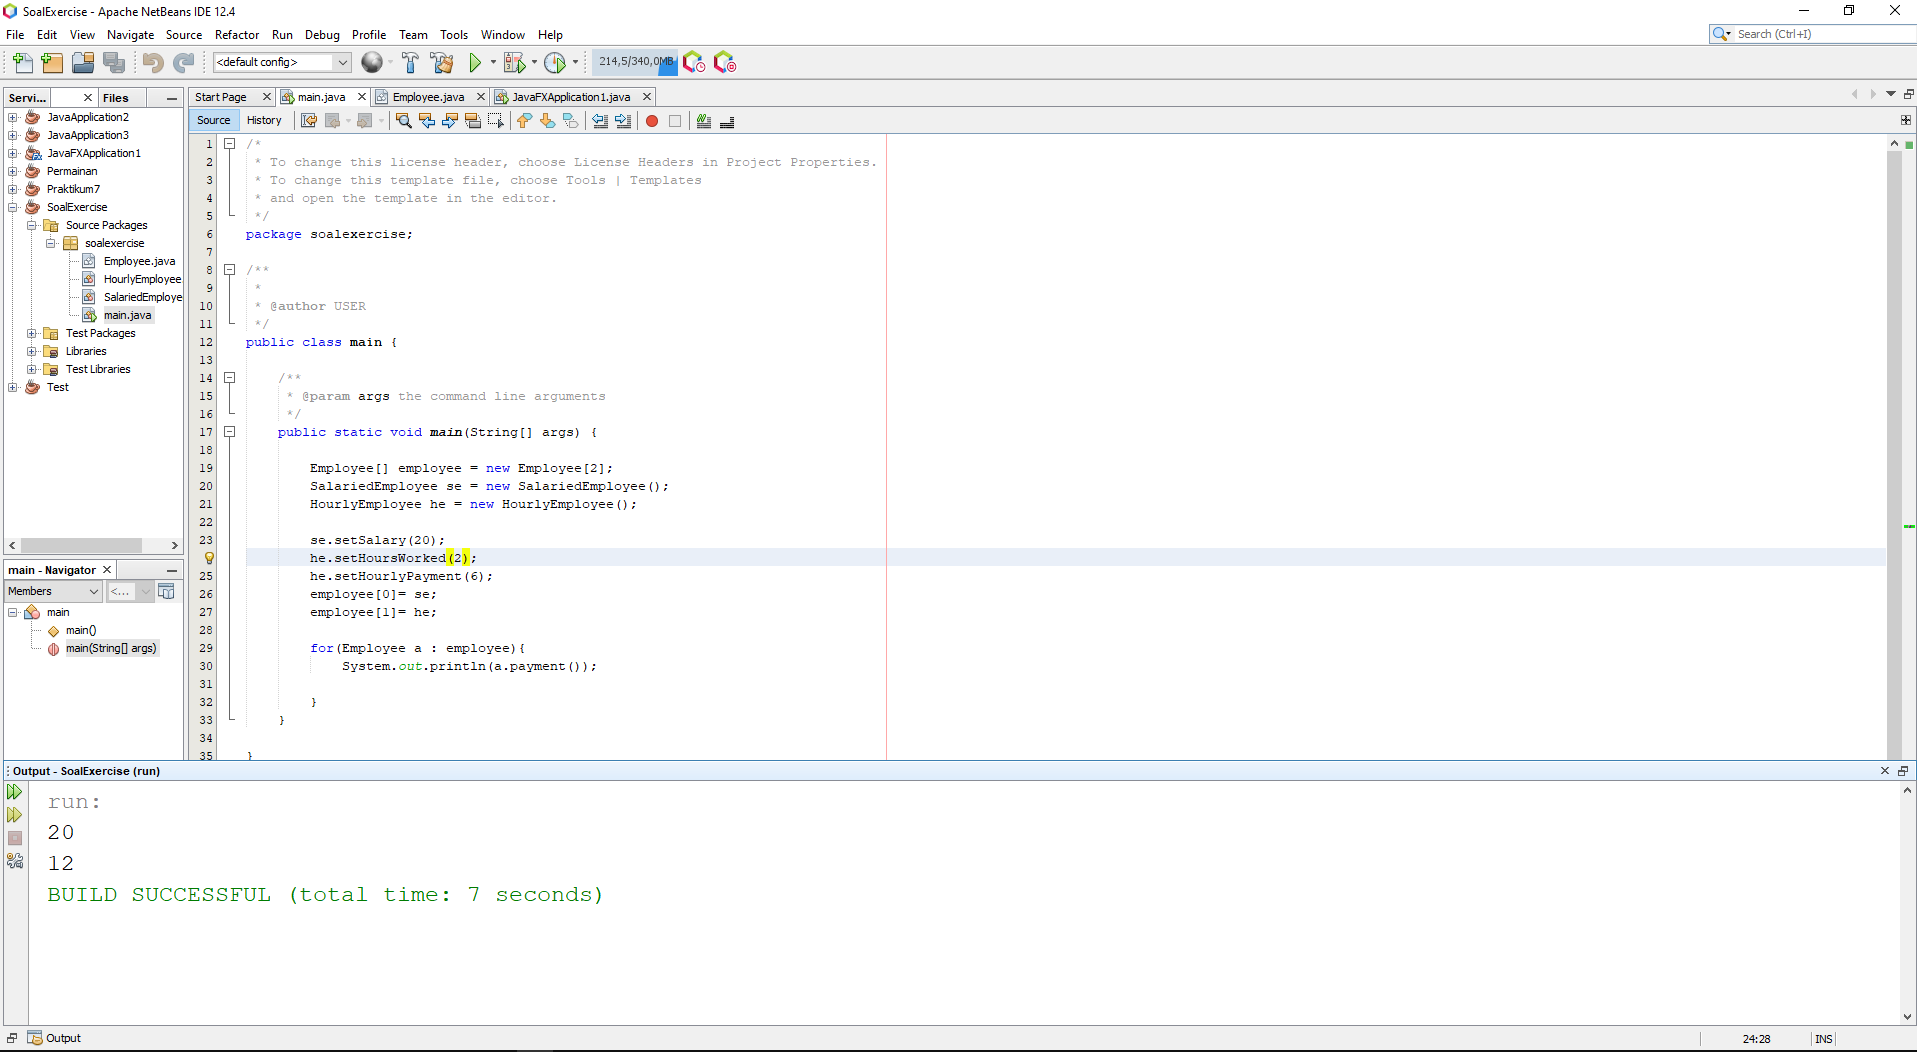 SoalExercise - Apache NetBeans IDE 12.4
File Edit View Navigate Source Refactor Run Debug Profile Team Tools Window Help
Search (Ctrl+I)
<default config>
214,5/340,0MB
Servi...
Files
JavaApplication2
JavaApplication3
JavaFXApplication1
Permainan
Praktikum7
SoalExercise
Source Packages
soalexercise
Employee.java
HourlyEmployee
SalariedEmploye
main.java
Test Packages
Libraries
Test Libraries
Test
main - Navigator
Members
<...
main
main()
main(String[] args)
Start Page main.java Employee.java JavaFXApplication1.java
Source History
1 /*
2 * To change this license header, choose License Headers in Project Properties.
3 * To change this template file, choose Tools | Templates
4 * and open the template in the editor.
5 */
6 package soalexercise;
7
8 /**
9 *
10 * @author USER
11 */
12 public class main {
13
14 /**
15 * @param args the command line arguments
16 */
17 public static void main(String[] args) {
18
19 Employee[] employee = new Employee[2];
20 SalariedEmployee se = new SalariedEmployee();
21 HourlyEmployee he = new HourlyEmployee();
22
23 se.setSalary(20);
he.setHoursWorked(2);
25 he.setHourlyPayment(6);
26 employee[0]= se;
27 employee[1]= he;
28
29 for(Employee a : employee){
30 System.out.println(a.payment());
31
32 }
33 }
34
35 }
Output - SoalExercise (run)
run:
20
12
BUILD SUCCESSFUL (total time: 7 seconds)
Output
24:28 INS